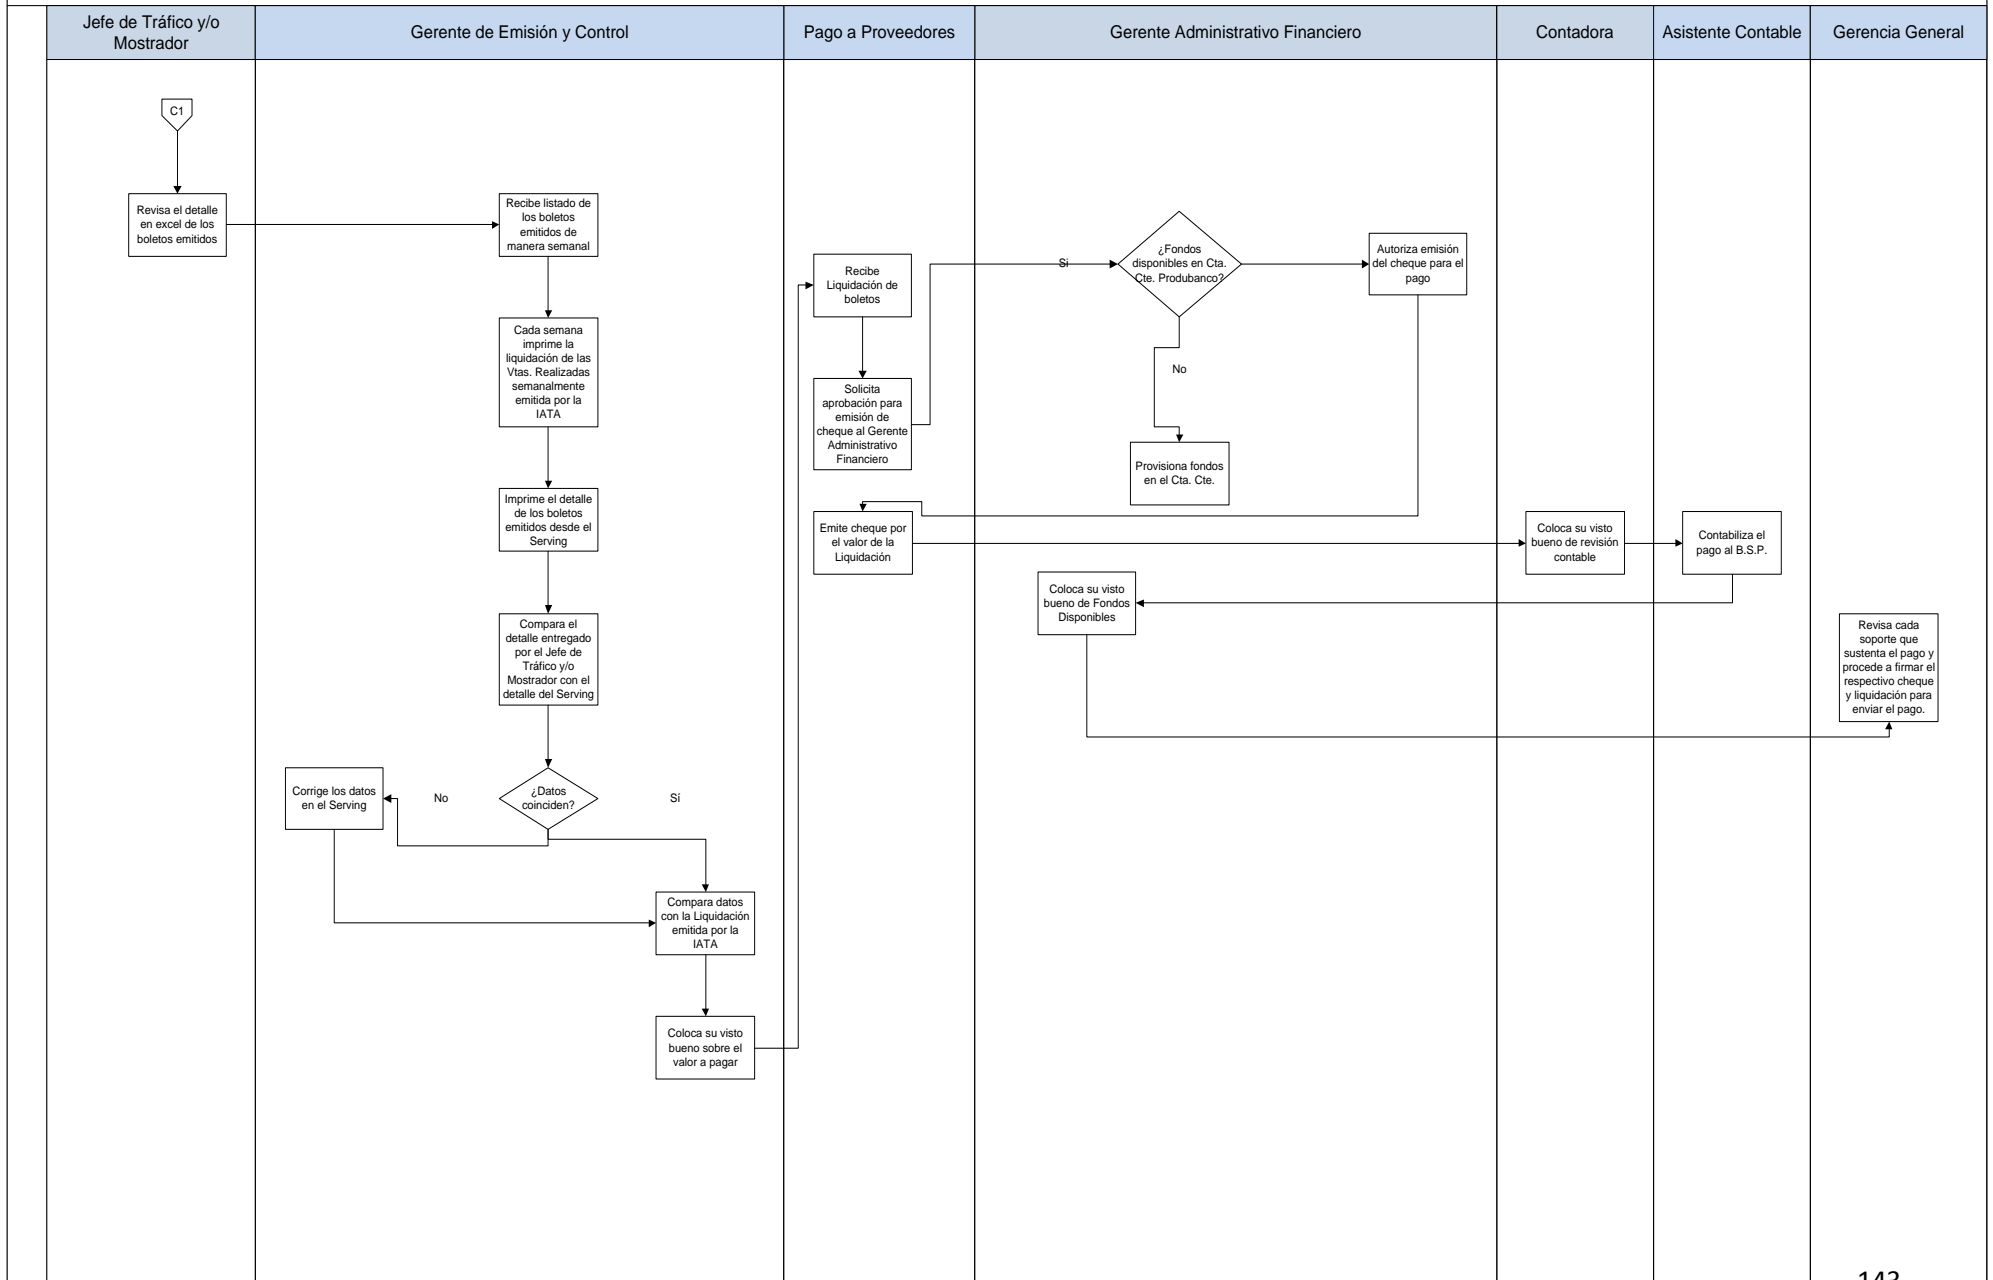 Jefe de Tráfico y/o
Mostrador
Gerente de Emisión y Control
Pago a Proveedores
Gerente Administrativo Financiero
Contadora
Asistente Contable
Gerencia General
C1
Revisa el detalle
en excel de los
boletos emitidos
Recibe listado de
los boletos
emitidos de
manera semanal
Cada semana
imprime la
liquidación de las
Vtas. Realizadas
semanalmente
emitida por la
IATA
Imprime el detalle
de los boletos
emitidos desde el
Serving
Compara el
detalle entregado
por el Jefe de
Tráfico y/o
Mostrador con el
detalle del Serving
¿Datos
coinciden?
No
Sí
Corrige los datos
en el Serving
Compara datos
con la Liquidación
emitida por la
IATA
Coloca su visto
bueno sobre el
valor a pagar
Recibe
Liquidación de
boletos
Solicita
aprobación para
emisión de
cheque al Gerente
Administrativo
Financiero
Si
¿Fondos
disponibles en Cta.
Cte. Produbanco?
No
Provisiona fondos
en el Cta. Cte.
Autoriza emisión
del cheque para el
pago
Emite cheque por
el valor de la
Liquidación
Coloca su visto
bueno de revisión
contable
Contabiliza el
pago al B.S.P.
Coloca su visto
bueno de Fondos
Disponibles
Revisa cada
soporte que
sustenta el pago y
procede a firmar el
respectivo cheque
y liquidación para
enviar el pago.
143